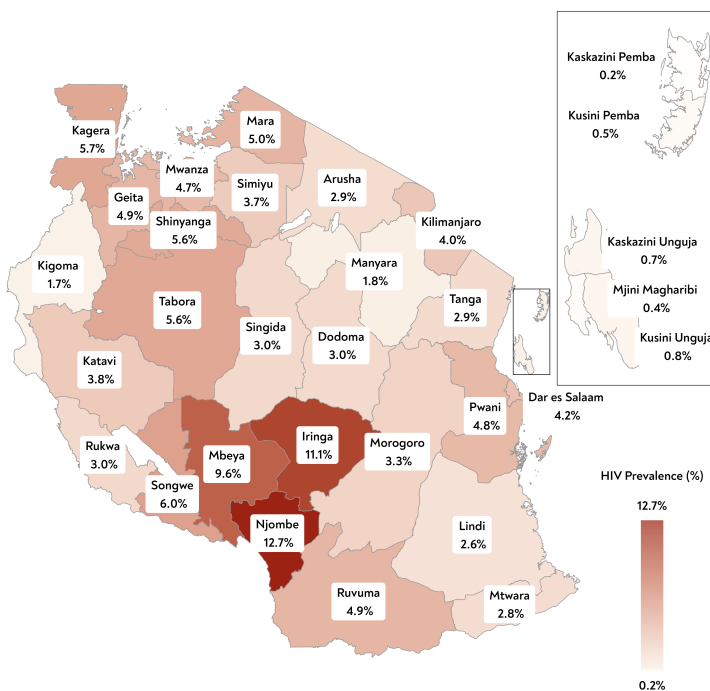 Kaskazini Pemba
0.2%
Kusini Pemba
0.5%
Kagera
5.7%
Mara
5.0%
Mwanza
4.7%
Simiyu
3.7%
Arusha
2.9%
Geita
4.9%
Shinyanga
5.6%
Kilimanjaro
4.0%
Kaskazini Unguja
0.7%
Kigoma
1.7%
Manyara
1.8%
Mjini Magharibi
0.4%
Tabora
5.6%
Tanga
2.9%
Singida
3.0%
Dodoma
3.0%
Kusini Unguja
0.8%
Katavi
3.8%
Dar es Salaam
4.2%
Pwani
4.8%
Iringa
11.1%
Morogoro
3.3%
Rukwa
3.0%
Mbeya
9.6%
Songwe
6.0%
HIV Prevalence (%)
12.7%
Njombe
12.7%
Lindi
2.6%
Ruvuma
4.9%
Mtwara
2.8%
0.2%